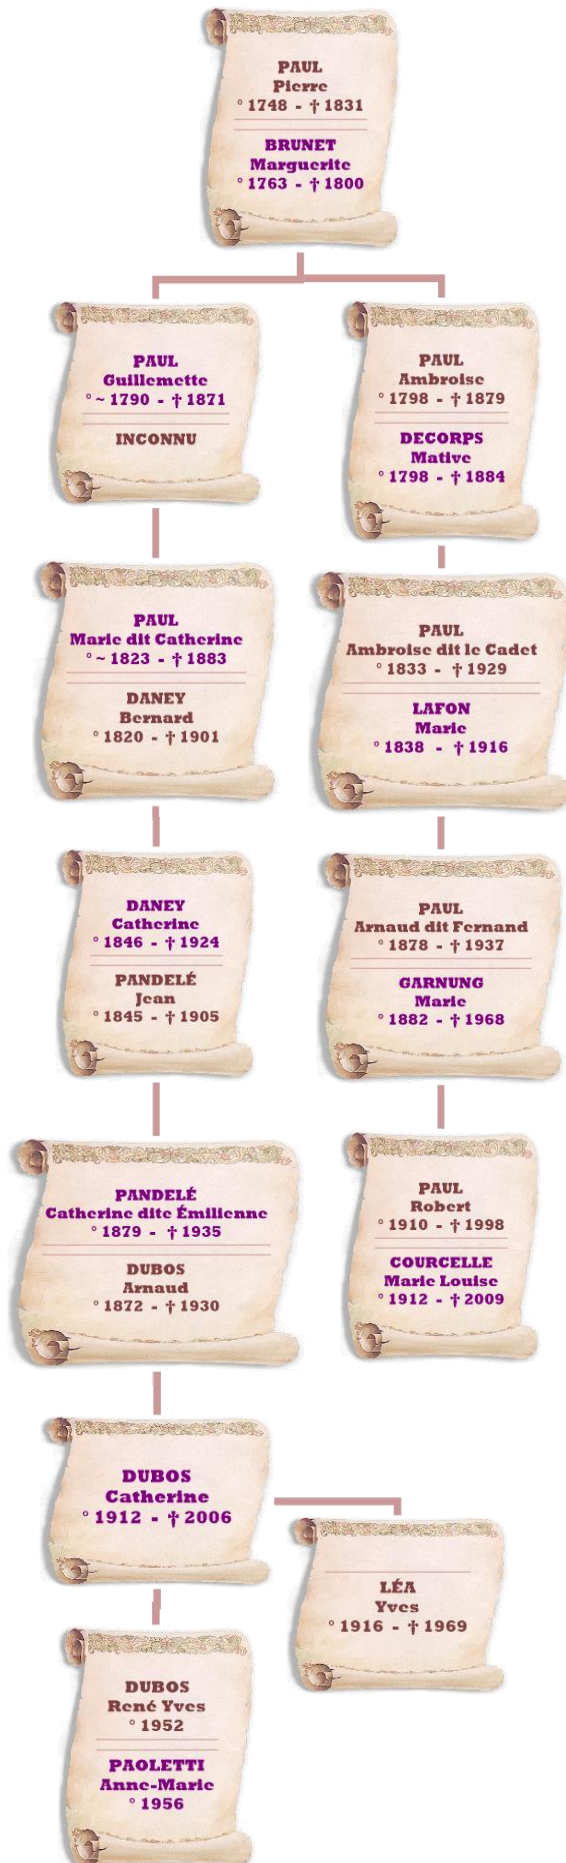 PAUL
Pierre
° 1748 - † 1831
BRUNET
Marguerite
° 1763 - † 1800
PAUL
Guillemette
° ~ 1790 - † 1871
INCONNU
PAUL
Ambroise
° 1798 - † 1879
DECORPS
Mative
° 1798 - † 1884
PAUL
Marie dit Catherine
° ~ 1823 - † 1883
DANEY
Bernard
° 1820 - † 1901
PAUL
Ambroise dit le Cadet
° 1833 - † 1929
LAFON
Marie
° 1838 - † 1916
DANEY
Catherine
° 1846 - † 1924
PANDELÉ
Jean
° 1845 - † 1905
PAUL
Arnaud dit Fernand
° 1878 - † 1937
GARNUNG
Marie
° 1882 - † 1968
PANDELÉ
Catherine dite Émilienne
° 1879 - † 1935
DUBOS
Arnaud
° 1872 - † 1930
PAUL
Robert
° 1910 - † 1998
COURCELLE
Marie Louise
° 1912 - † 2009
DUBOS
Catherine
° 1912 - † 2006
LÉA
Yves
° 1916 - † 1969
DUBOS
René Yves
° 1952
PAOLETTI
Anne-Marie
° 1956